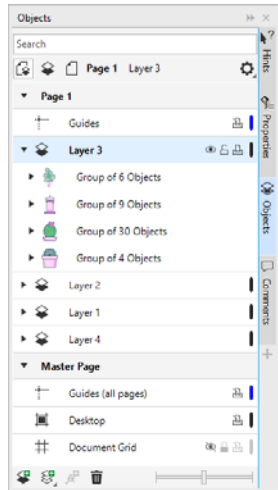 Objects
Search
Page 1 Layer 3
Page 1
Guides
Layer 3
Group of 6 Objects
Group of 9 Objects
Group of 30 Objects
Group of 4 Objects
Layer 2
Layer 1
Layer 4
Master Page
Guides (all pages)
Desktop
Document Grid
Hints
Properties
Objects
Comments